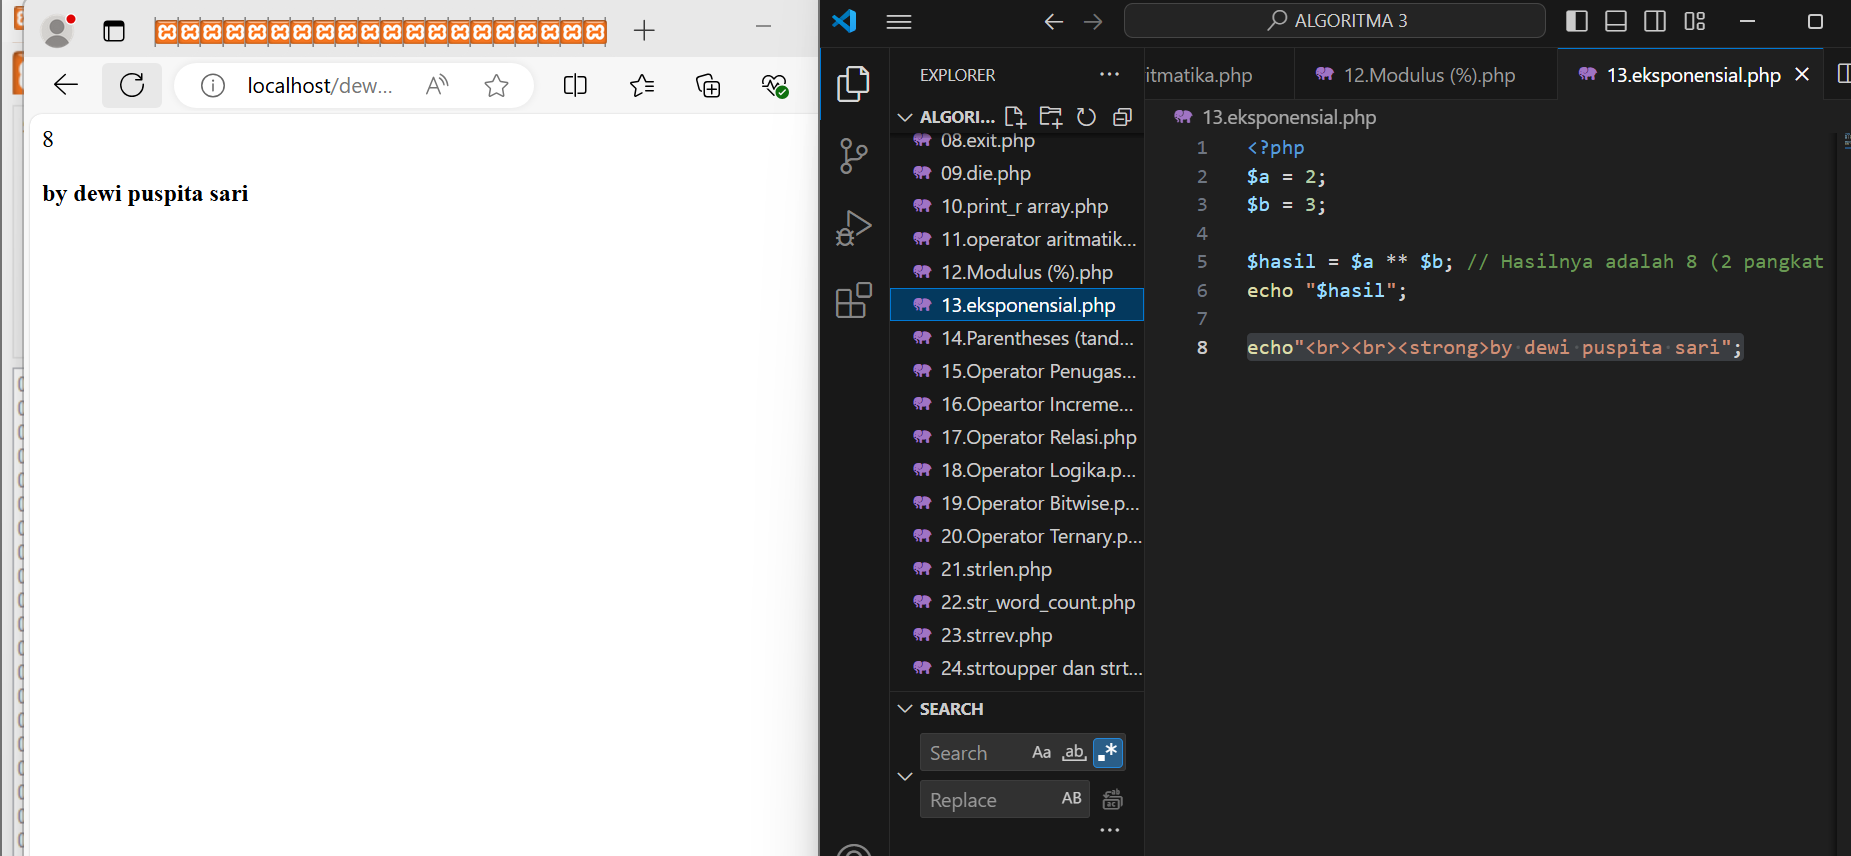 localhost/dew...
8
by dewi puspita sari
ALGORITMA 3
EXPLORER
ALGORI...
08.exit.php
09.die.php
10.print_r array.php
11.operator aritmatik...
12.Modulus (%).php
13.eksponensial.php
14.Parentheses (tand...
15.Operator Penugas...
16.Opeartor Increme...
17.Operator Relasi.php
18.Operator Logika.p...
19.Operator Bitwise.p...
20.Operator Ternary.p...
21.strlen.php
22.str_word_count.php
23.strrev.php
24.strtoupper dan strt...
SEARCH
Search Aa ab .*
Replace AB
itmatika.php 12.Modulus (%).php 13.eksponensial.php
13.eksponensial.php
1 <?php
2 $a = 2;
3 $b = 3;
4
5 $hasil = $a ** $b; // Hasilnya adalah 8 (2 pangkat
6 echo "$hasil";
7
8 echo"<br><br><strong>by dewi puspita sari";